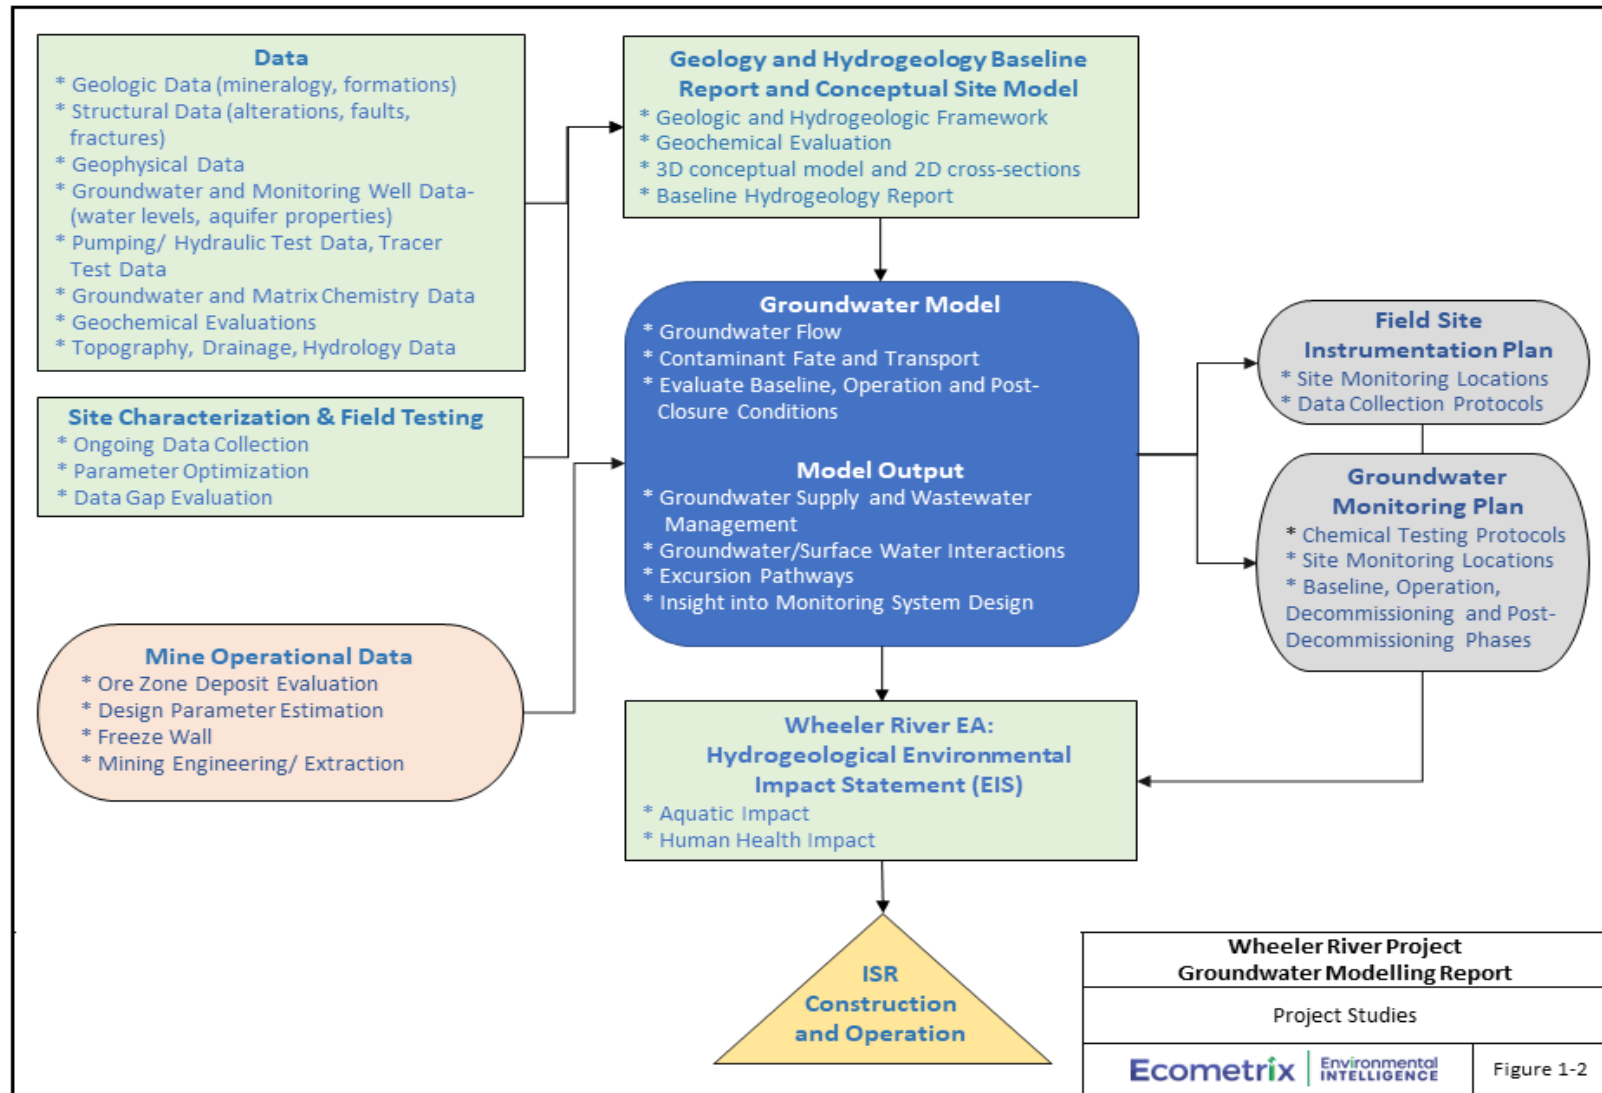 Data
* Geologic Data (mineralogy, formations)
* Structural Data (alterations, faults,
fractures)
* Geophysical Data
* Groundwater and Monitoring Well Data-
(water levels, aquifer properties)
* Pumping/ Hydraulic Test Data, Tracer
Test Data
* Groundwater and Matrix Chemistry Data
* Geochemical Evaluations
* Topography, Drainage, Hydrology Data
Site Characterization & Field Testing
* Ongoing Data Collection
* Parameter Optimization
* Data Gap Evaluation
Mine Operational Data
* Ore Zone Deposit Evaluation
* Design Parameter Estimation
* Freeze Wall
* Mining Engineering/ Extraction
Geology and Hydrogeology Baseline
Report and Conceptual Site Model
* Geologic and Hydrogeologic Framework
* Geochemical Evaluation
* 3D conceptual model and 2D cross-sections
* Baseline Hydrogeology Report
Groundwater Model
* Groundwater Flow
* Contaminant Fate and Transport
* Evaluate Baseline, Operation and Post-
Closure Conditions
Model Output
* Groundwater Supply and Wastewater
Management
* Groundwater/Surface Water Interactions
* Excursion Pathways
* Insight into Monitoring System Design
Field Site
Instrumentation Plan
* Site Monitoring Locations
* Data Collection Protocols
Groundwater
Monitoring Plan
* Chemical Testing Protocols
* Site Monitoring Locations
* Baseline, Operation,
Decommissioning and Post-
Decommissioning Phases
Wheeler River EA:
Hydrogeological Environmental
Impact Statement (EIS)
* Aquatic Impact
* Human Health Impact
ISR
Construction
and Operation
Wheeler River Project
Groundwater Modelling Report
Project Studies
Ecometrix
Environmental
INTELLIGENCE
Figure 1-2